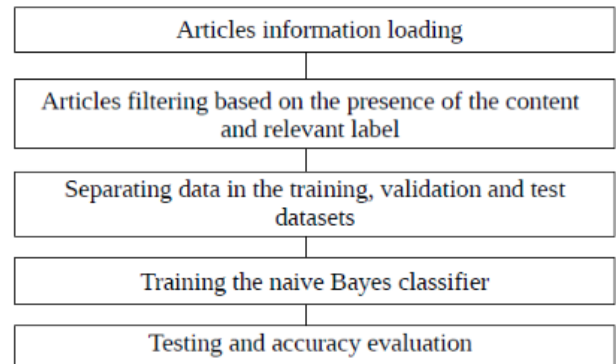 Articles information loading
Articles filtering based on the presence of the content
and relevant label
Separating data in the training, validation and test
datasets
Training the naive Bayes classifier
Testing and accuracy evaluation